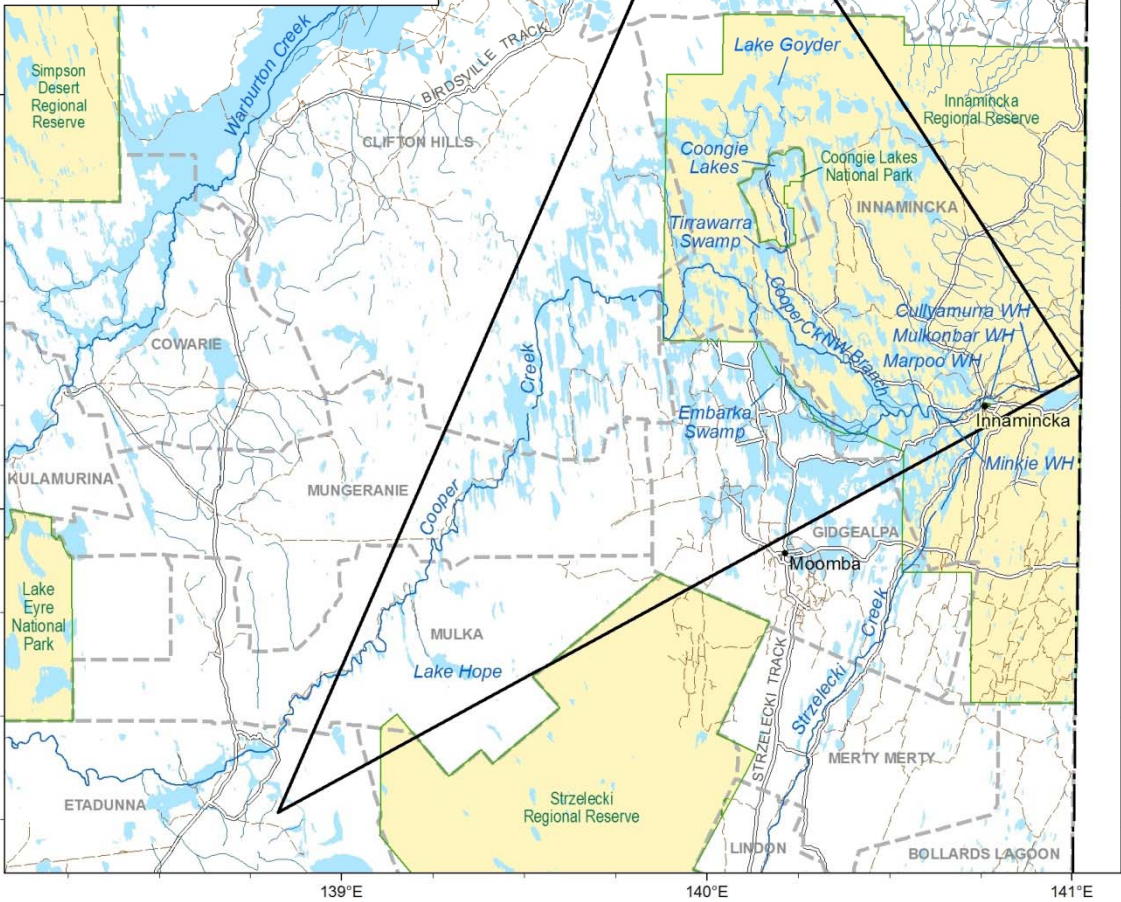 Warburton Creek
BIRDSVILLE TRACK
Lake Goyder
Simpson
Desert
Regional
Reserve
Innamincka
Regional Reserve
CLIFTON HILLS
Coongie
Lakes
Coongie Lakes
National Park
INNAMINCKA
Tirrawarra
Swamp
Cooper Ck NW Branch
Cullyamurra WH
Mulkonbar WH
Marpoo WH
COWARIE
Creek
Embarka
Swamp
Innamincka
Minkie WH
KULAMURINA
MUNGERANIE
Cooper
GIDGEALPA
Moomba
Lake
Eyre
National
Park
MULKA
Lake Hope
Creek
Strzelecki
STRZELECKI TRACK
MERTY MERTY
ETADUNNA
Strzelecki
Regional Reserve
LINDON
BOLLARDS LAGOON
139°E
140°E
141°E